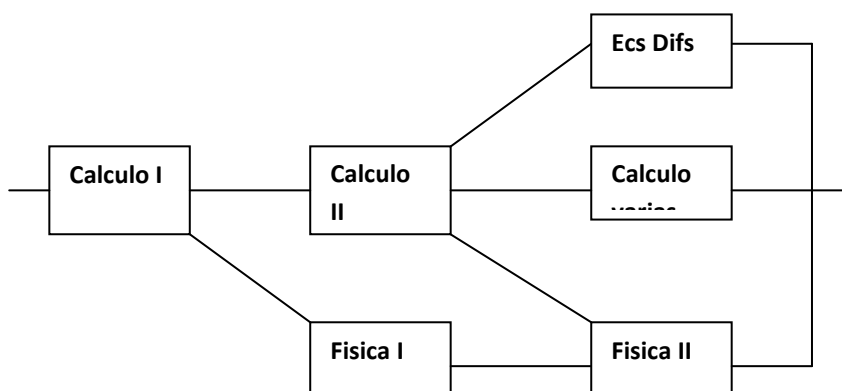 Ecs Difs
Calculo I
Calculo
II
Calculo
Fisica I
Fisica II